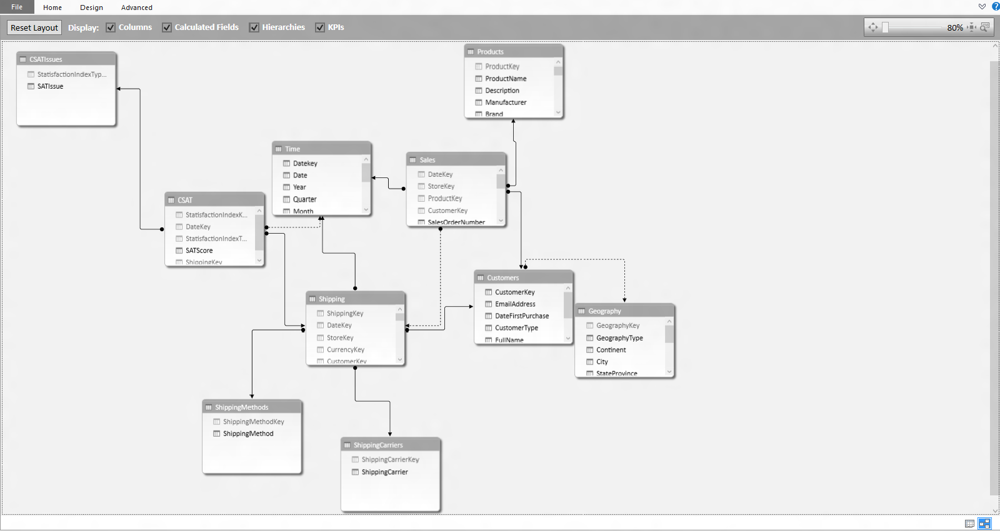 File Home Design Advanced
Reset Layout Display: Columns Calculated Fields Hierarchies KPIs 80%
CSATIssues
StatisfactionIndexTyp...
SATIssue
Products
ProductKey
ProductName
Description
Manufacturer
Brand
Time
Datekey
Date
Year
Quarter
Month
Sales
DateKey
StoreKey
ProductKey
CustomerKey
SalesOrderNumber
CSAT
StatisfactionIndexK...
DateKey
StatisfactionIndexT...
SATScore
ShippingKey
Shipping
ShippingKey
DateKey
StoreKey
CurrencyKey
CustomerKey
Customers
CustomerKey
EmailAddress
DateFirstPurchase
CustomerType
FullName
Geography
GeographyKey
GeographyType
Continent
City
StateProvince
ShippingMethods
ShippingMethodKey
ShippingMethod
ShippingCarriers
ShippingCarrierKey
ShippingCarrier